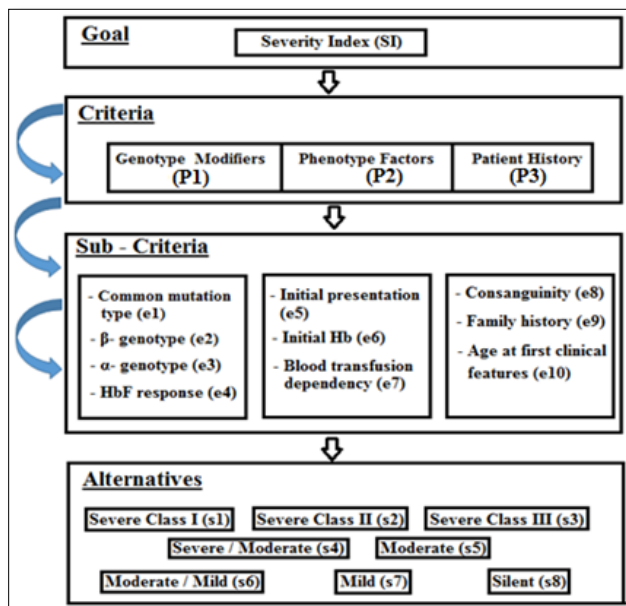 Goal
Severity Index (SI)
Criteria
Genotype Modifiers Phenotype Factors Patient History
(P1) (P2) (P3)
Sub - Criteria
- Common mutation
type (e1)
- β- genotype (e2)
- α- genotype (e3)
- HbF response (e4)
- Initial presentation
(e5)
- Initial Hb (e6)
- Blood transfusion
dependency (e7)
- Consanguinity (e8)
- Family history (e9)
- Age at first clinical
features (e10)
Alternatives
Severe Class I (s1) Severe Class II (s2) Severe Class III (s3)
Severe / Moderate (s4) Moderate (s5)
Moderate / Mild (s6) Mild (s7) Silent (s8)